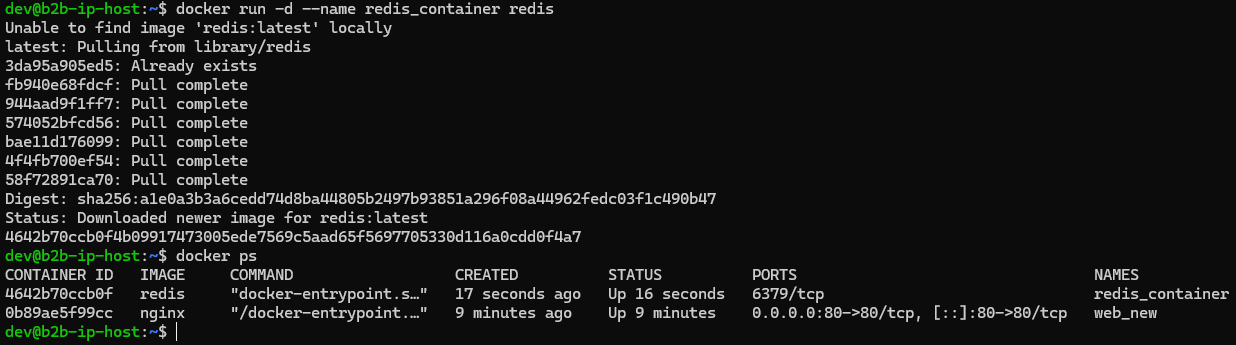 dev@b2b-ip-host:~$ docker run -d --name redis_container redis
Unable to find image 'redis:latest' locally
latest: Pulling from library/redis
3da95a905ed5: Already exists
fb940e68fdcf: Pull complete
944aad9f1ff7: Pull complete
574052bfcd56: Pull complete
bae11d176099: Pull complete
4f4fb700ef54: Pull complete
58f72891ca70: Pull complete
Digest: sha256:a1e0a3b3a6cedd74d8ba44805b2497b93851a296f08a44962fedc03f1c490b47
Status: Downloaded newer image for redis:latest
4642b70ccb0f4b09917473005ede7569c5aad65f5697705330d116a0cdd0f4a7
dev@b2b-ip-host:~$ docker ps
CONTAINER ID   IMAGE     COMMAND                  CREATED          STATUS          PORTS                                 NAMES
4642b70ccb0f   redis     "docker-entrypoint.s…"   17 seconds ago   Up 16 seconds   6379/tcp                              redis_container
0b89ae5f99cc   nginx     "/docker-entrypoint.…"   9 minutes ago    Up 9 minutes    0.0.0.0:80->80/tcp, [::]:80->80/tcp   web_new
dev@b2b-ip-host:~$